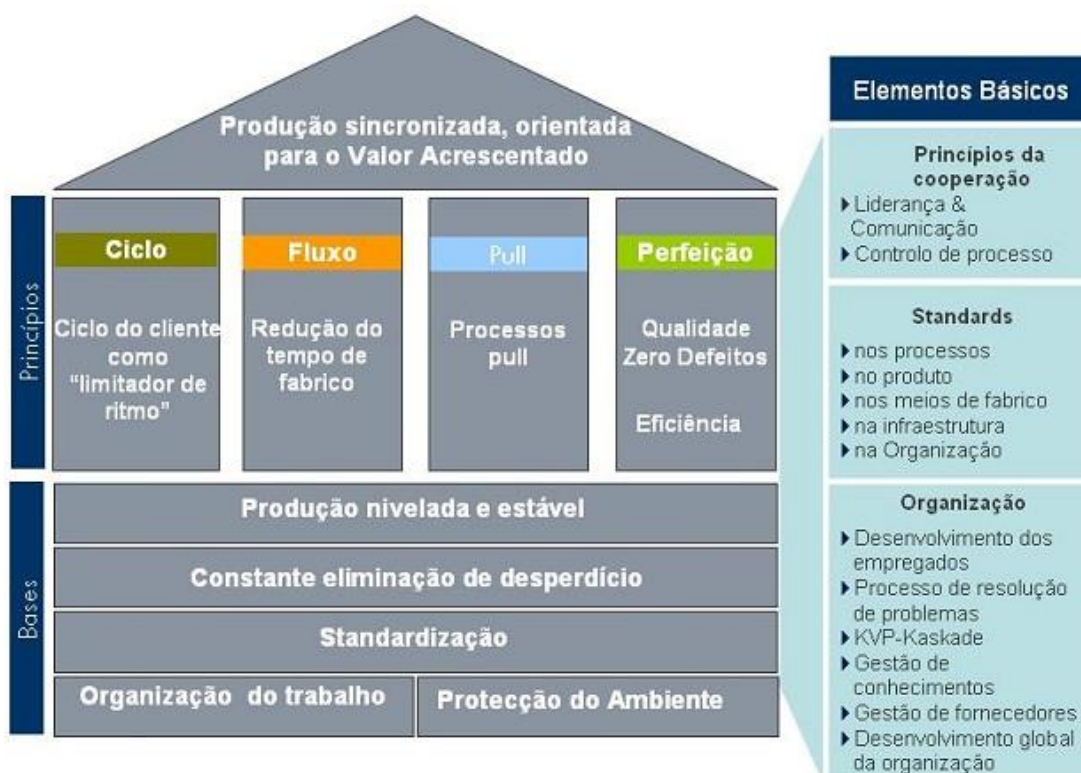 Produção sincronizada, orientada
para o Valor Acrescentado
Princípios
Ciclo
Ciclo do cliente
como
“limitador de
ritmo”
Fluxo
Redução do
tempo de
fabrico
Pull
Processos
pull
Perfeição
Qualidade
Zero Defeitos
Eficiência
Bases
Produção nivelada e estável
Constante eliminação de desperdício
Standardização
Organização do trabalho
Protecção do Ambiente
Elementos Básicos
Princípios da
cooperação
Liderança &
Comunicação
Controlo de processo
Standards
nos processos
no produto
nos meios de fabrico
na infraestrutura
na Organização
Organização
Desenvolvimento dos
empregados
Processo de resolução
de problemas
KVP-Kaskade
Gestão de
conhecimentos
Gestão de fornecedores
Desenvolvimento global
da organização